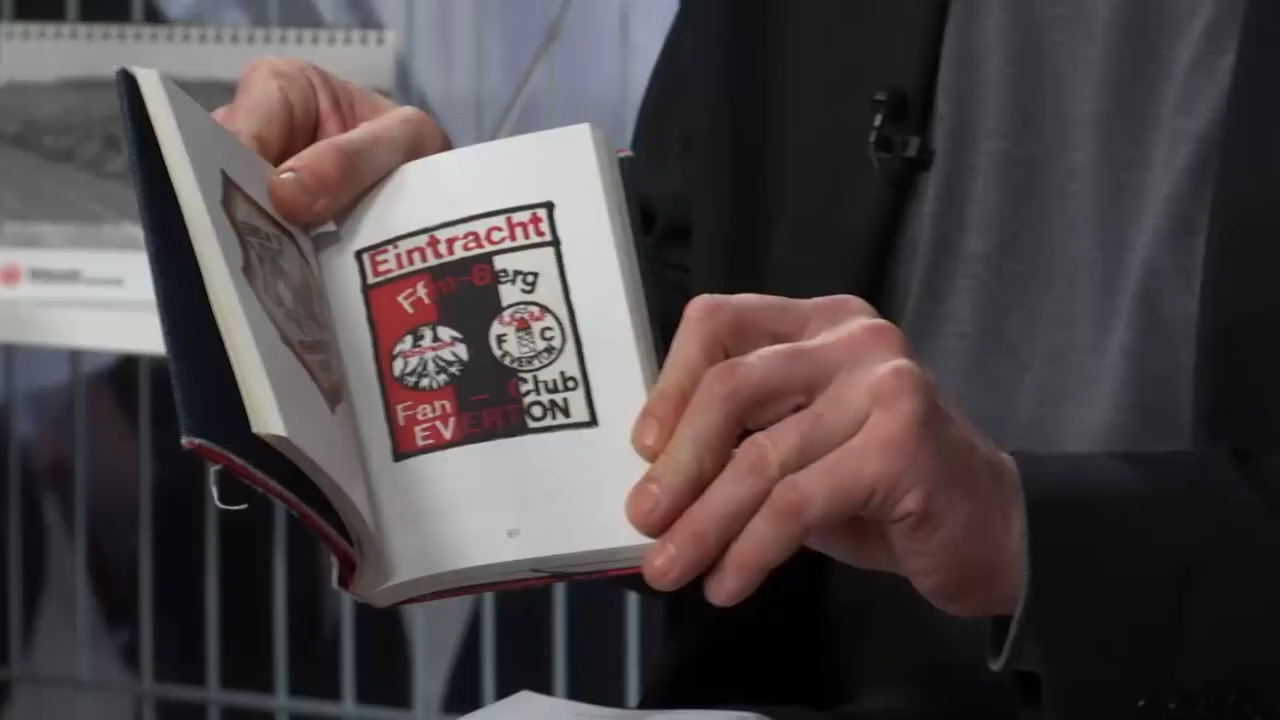 Eintracht
Ffm-Berg
F C
EVERTON
Fan - Club
EVERTON